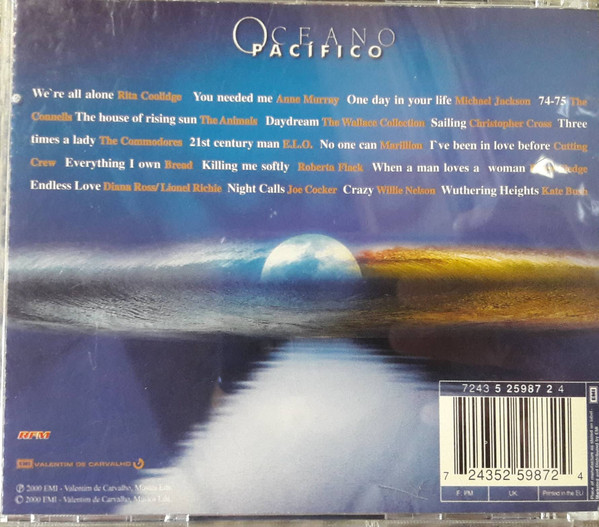 OCEANO
PACÍFICO
We're all alone Rita Coolidge You needed me Anne Murray One day in your life Michael Jackson 74-75 The
Connells The house of rising sun The Animals Daydream The Wallace Collection Sailing Christopher Cross Three
times a lady The Commodores 21st century man E.L.O. No one can Marillion I've been in love before Cutting
Crew Everything I own Bread Killing me softly Roberta Flack When a man loves a woman
Endless Love Diana Ross/ Lionel Richie Night Calls Joe Cocker Crazy Willie Nelson Wuthering Heights Kate Bush
7243 5 25987 2 4
EMI
7 24352 59872 4
F: PM UK: Printed in the EU
RPM
EMI VALENTIM DE CARVALHO
℗ 2000 EMI - Valentim de Carvalho, Música Lda.
© 2000 EMI - Valentim de Carvalho, Música Lda.